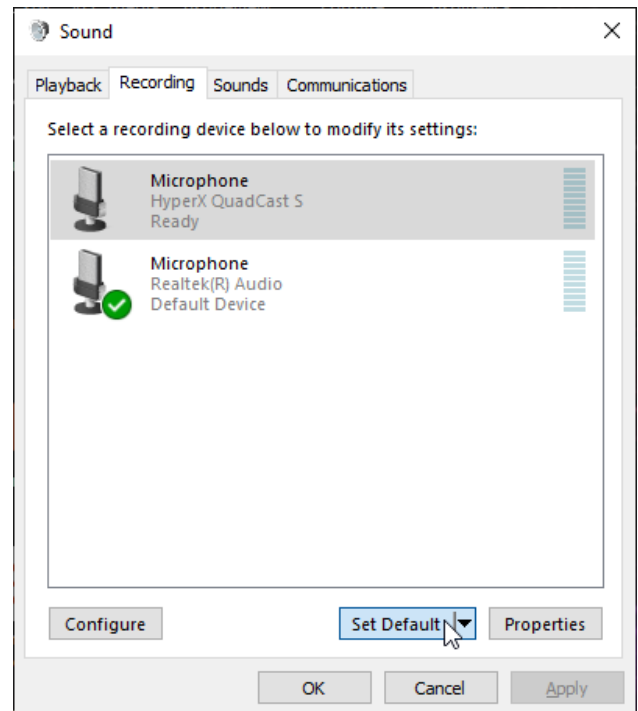 Sound
Playback Recording Sounds Communications
Select a recording device below to modify its settings:
Microphone
HyperX QuadCast S
Ready
Microphone
Realtek(R) Audio
Default Device
Configure Set Default Properties
OK Cancel Apply